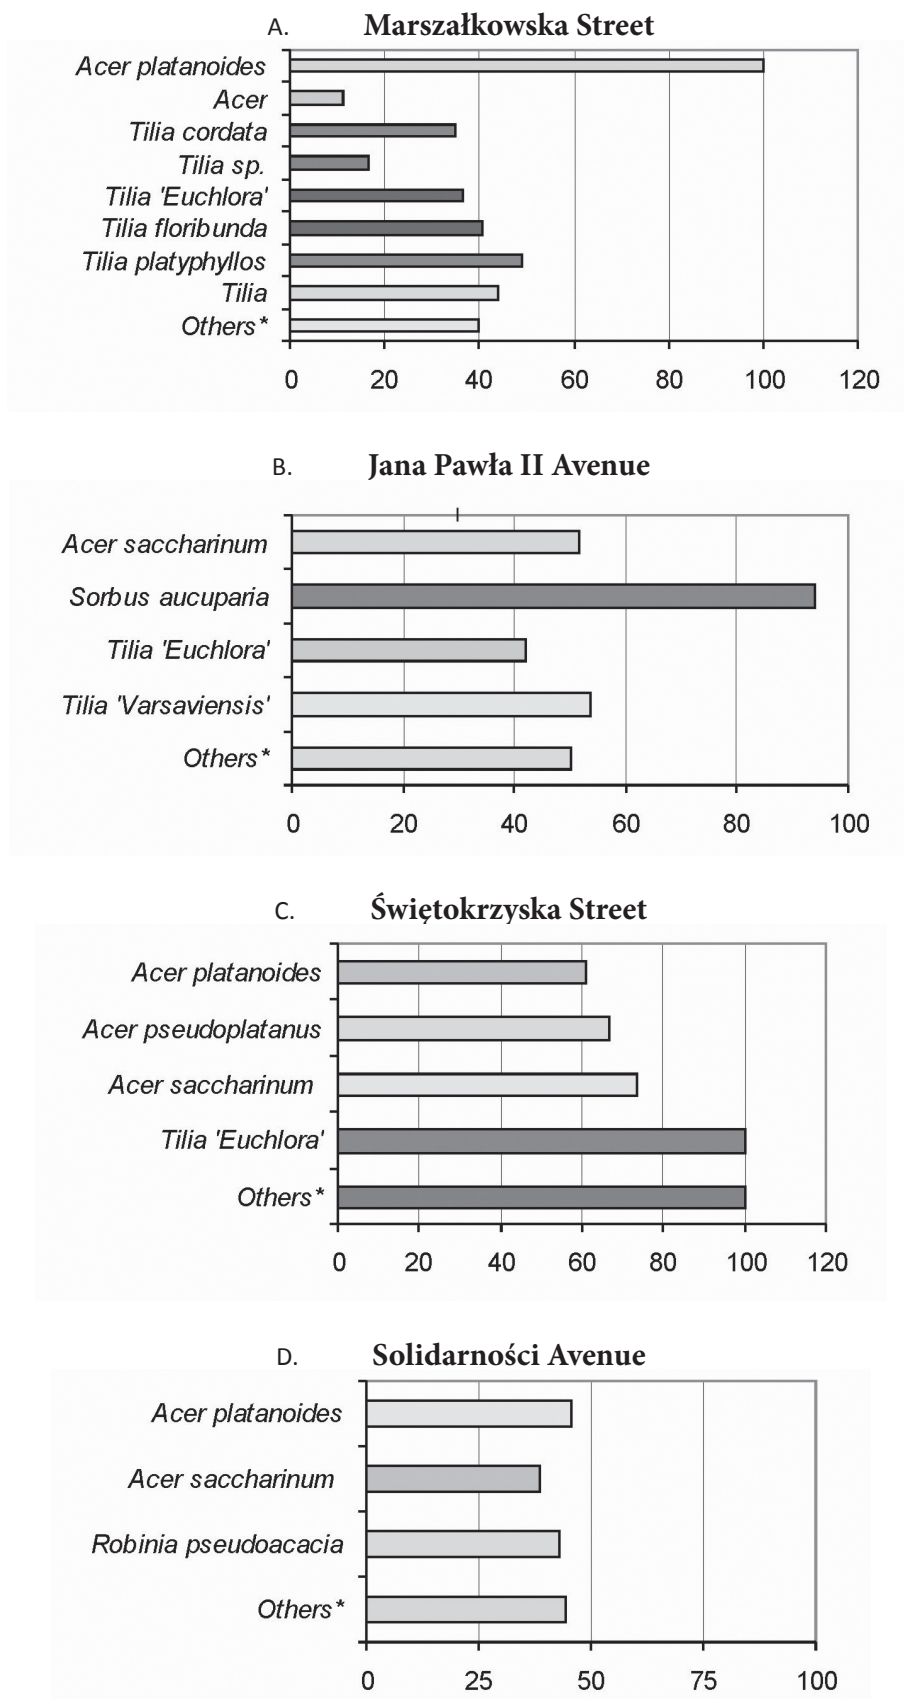 A. Marszałkowska Street
Acer platanoides
Acer
Tilia cordata
Tilia sp.
Tilia 'Euchlora'
Tilia floribunda
Tilia platyphyllos
Tilia
Others*
0 20 40 60 80 100 120
B. Jana Pawła II Avenue
Acer saccharinum
Sorbus aucuparia
Tilia 'Euchlora'
Tilia 'Varsaviensis'
Others*
0 20 40 60 80 100
C. Świętokrzyska Street
Acer platanoides
Acer pseudoplatanus
Acer saccharinum
Tilia 'Euchlora'
Others*
0 20 40 60 80 100 120
D. Solidarności Avenue
Acer platanoides
Acer saccharinum
Robinia pseudoacacia
Others*
0 25 50 75 100